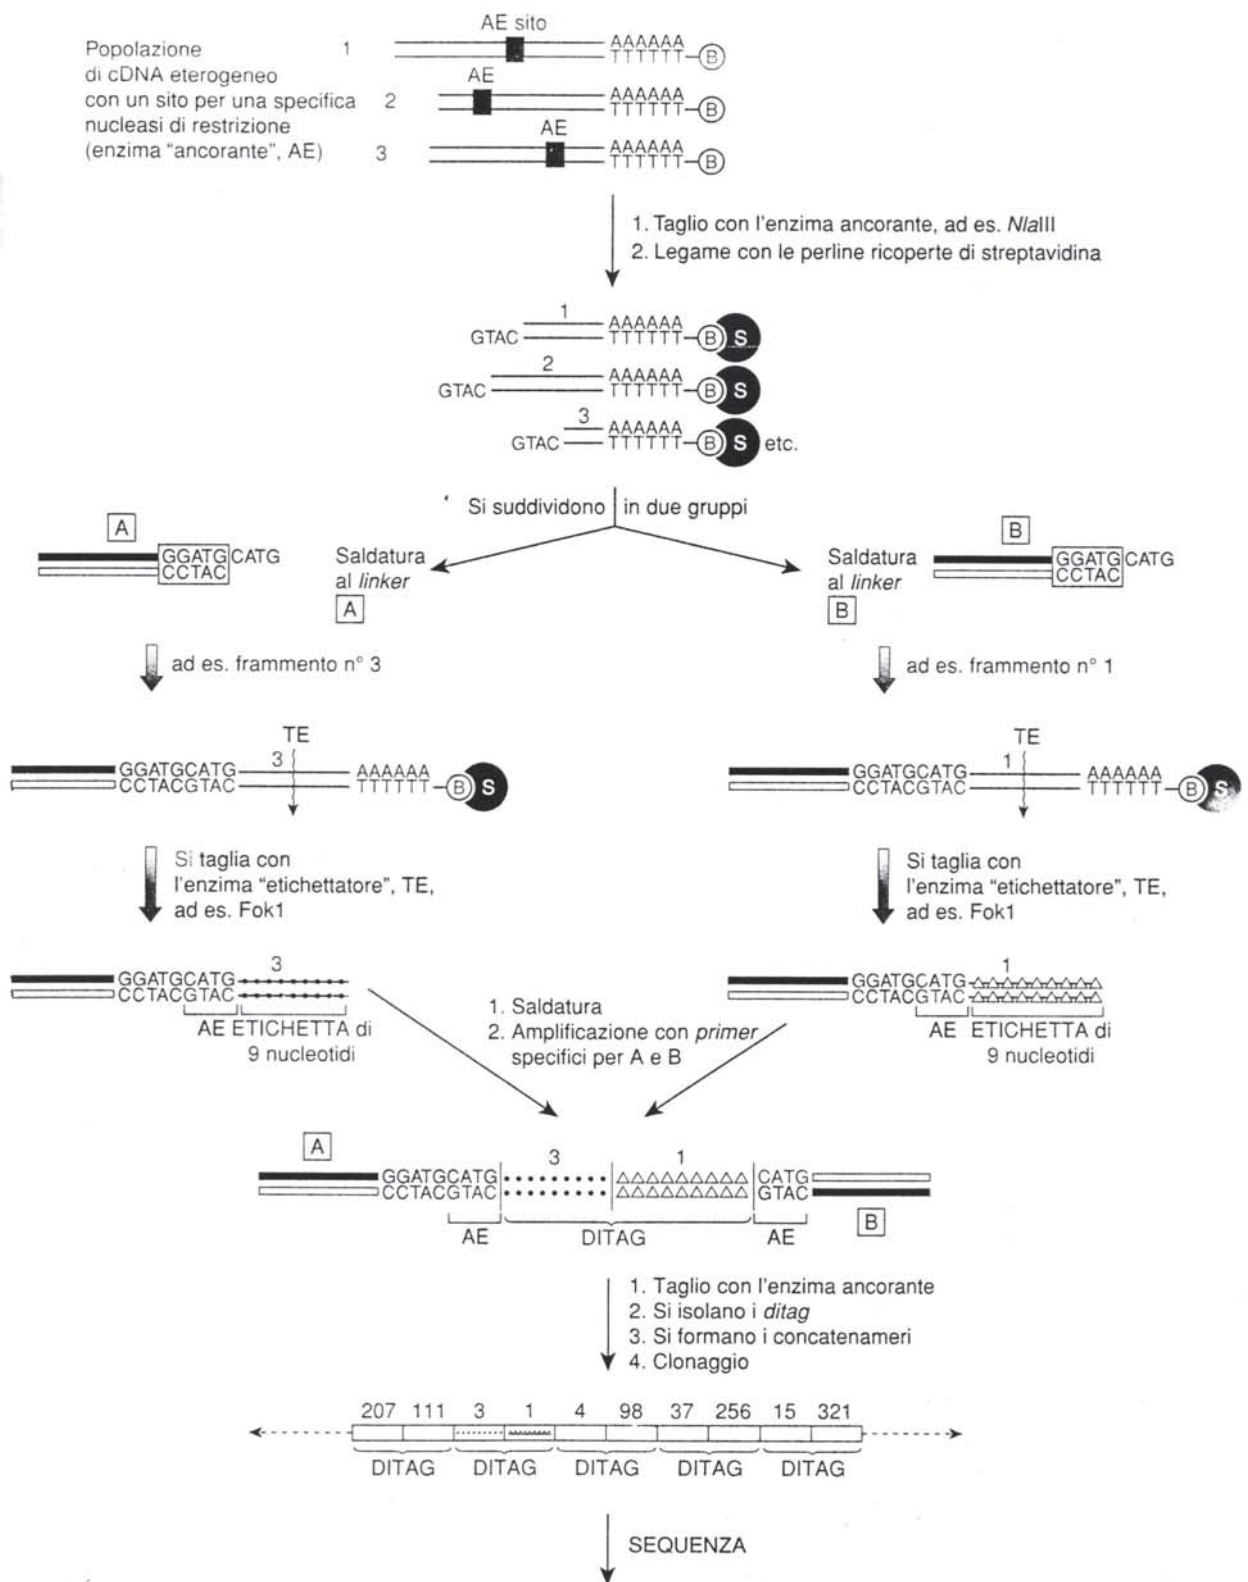 AE sito
Popolazione 1 AAAAAA
di cDNA eterogeneo TTTTTT B
con un sito per una specifica 2 AE AAAAAA
nucleasi di restrizione TTTTTT B
(enzima “ancorante”, AE) 3 AE AAAAAA
TTTTTT B
1. Taglio con l'enzima ancorante, ad es. NlaIII
2. Legame con le perline ricoperte di streptavidina
1 AAAAAA
GTAC TTTTTT B S
2 AAAAAA
GTAC TTTTTT B S
3 AAAAAA
GTAC TTTTTT B S etc.
Si suddividono in due gruppi
A
GGATGCATG
CCTAC
Saldatura
al linker
A
Saldatura
al linker
B
B
GGATGCATG
CCTAC
ad es. frammento n° 3
ad es. frammento n° 1
TE
GGATGCATG 3 AAAAAA
CCTACGTAC TTTTTT B S
TE
GGATGCATG 1 AAAAAA
CCTACGTAC TTTTTT B S
Si taglia con
l'enzima “etichettatore”, TE,
ad es. Fok1
Si taglia con
l'enzima “etichettatore”, TE,
ad es. Fok1
3
GGATGCATG
CCTACGTAC
AE ETICHETTA di
9 nucleotidi
1. Saldatura
2. Amplificazione con primer
specifici per A e B
1
GGATGCATG
CCTACGTAC
AE ETICHETTA di
9 nucleotidi
A 3 1
GGATGCATG CATG
CCTACGTAC GTAC
AE DITAG AE B
1. Taglio con l'enzima ancorante
2. Si isolano i ditag
3. Si formano i concatenameri
4. Clonaggio
207 111 3 1 4 98 37 256 15 321
DITAG DITAG DITAG DITAG DITAG
SEQUENZA